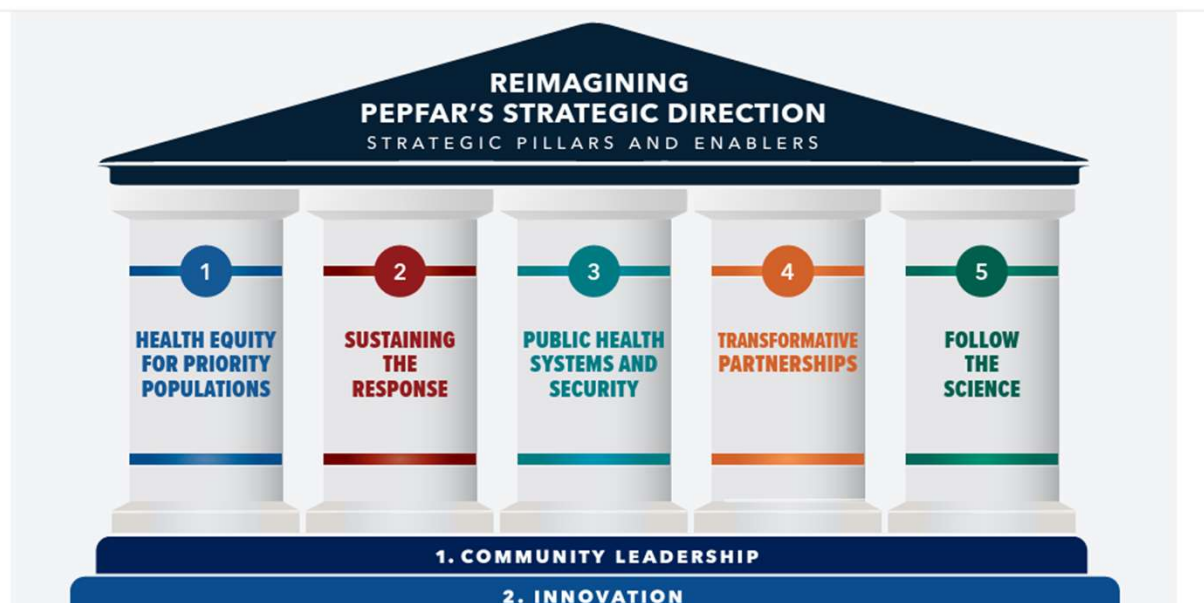 REIMAGINING
PEPFAR'S STRATEGIC DIRECTION
STRATEGIC PILLARS AND ENABLERS
1
HEALTH EQUITY
FOR PRIORITY
POPULATIONS
2
SUSTAINING
THE
RESPONSE
3
PUBLIC HEALTH
SYSTEMS AND
SECURITY
4
TRANSFORMATIVE
PARTNERSHIPS
5
FOLLOW
THE
SCIENCE
1. COMMUNITY LEADERSHIP
2. INNOVATION